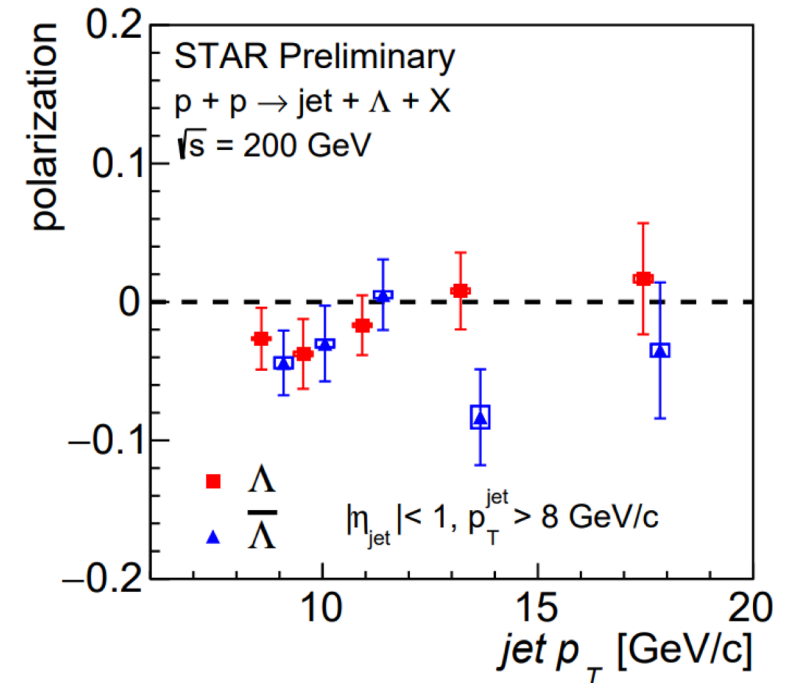 polarization
0.2
0.1
0
−0.1
−0.2
STAR Preliminary
p + p → jet + Λ + X
√s = 200 GeV
Λ
Λ̅
|η_jet|< 1, p_T^jet > 8 GeV/c
10 15 20
jet p_T [GeV/c]